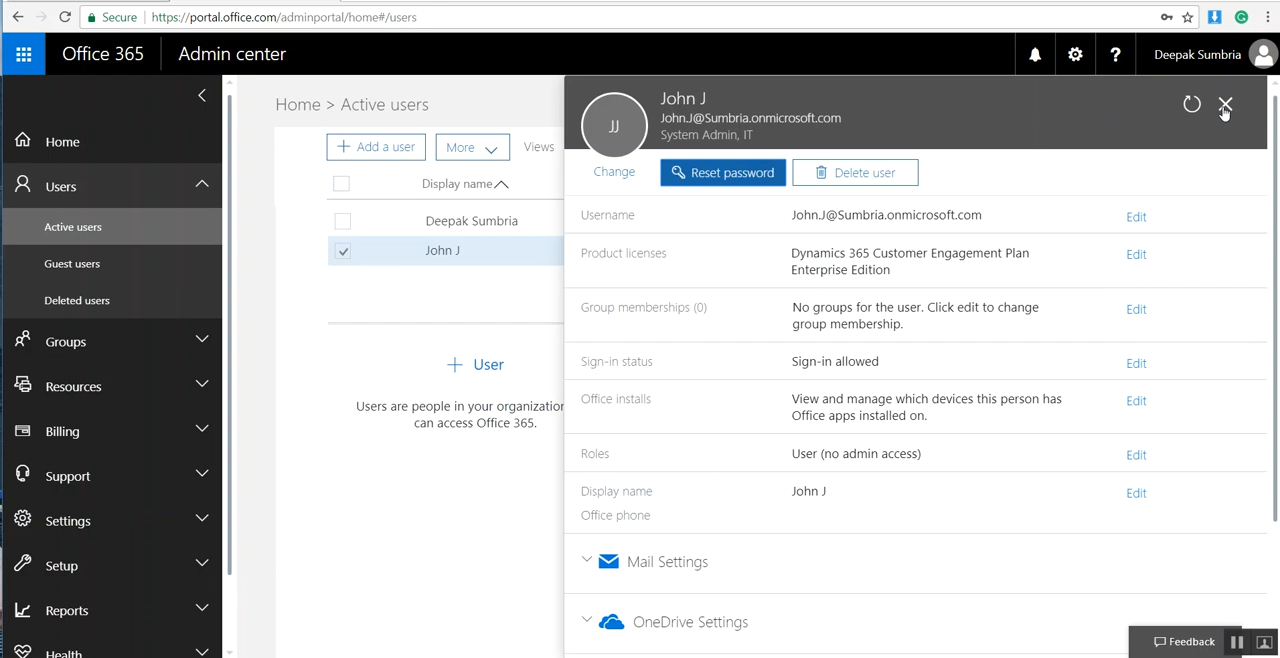 Secure https://portal.office.com/adminportal/home#/users
Office 365 Admin center Deepak Sumbria
Home
Users
Active users
Guest users
Deleted users
Groups
Resources
Billing
Support
Settings
Setup
Reports
Health
Home > Active users
+ Add a user More Views
Display name
Deepak Sumbria
John J
+ User
Users are people in your organization
can access Office 365.
JJ
John J
John.J@Sumbria.onmicrosoft.com
System Admin, IT
Change Reset password Delete user
Username John.J@Sumbria.onmicrosoft.com Edit
Product licenses Dynamics 365 Customer Engagement Plan Edit
Enterprise Edition
Group memberships (0) No groups for the user. Click edit to change Edit
group membership.
Sign-in status Sign-in allowed Edit
Office installs View and manage which devices this person has Edit
Office apps installed on.
Roles User (no admin access) Edit
Display name John J Edit
Office phone
Mail Settings
OneDrive Settings
Feedback